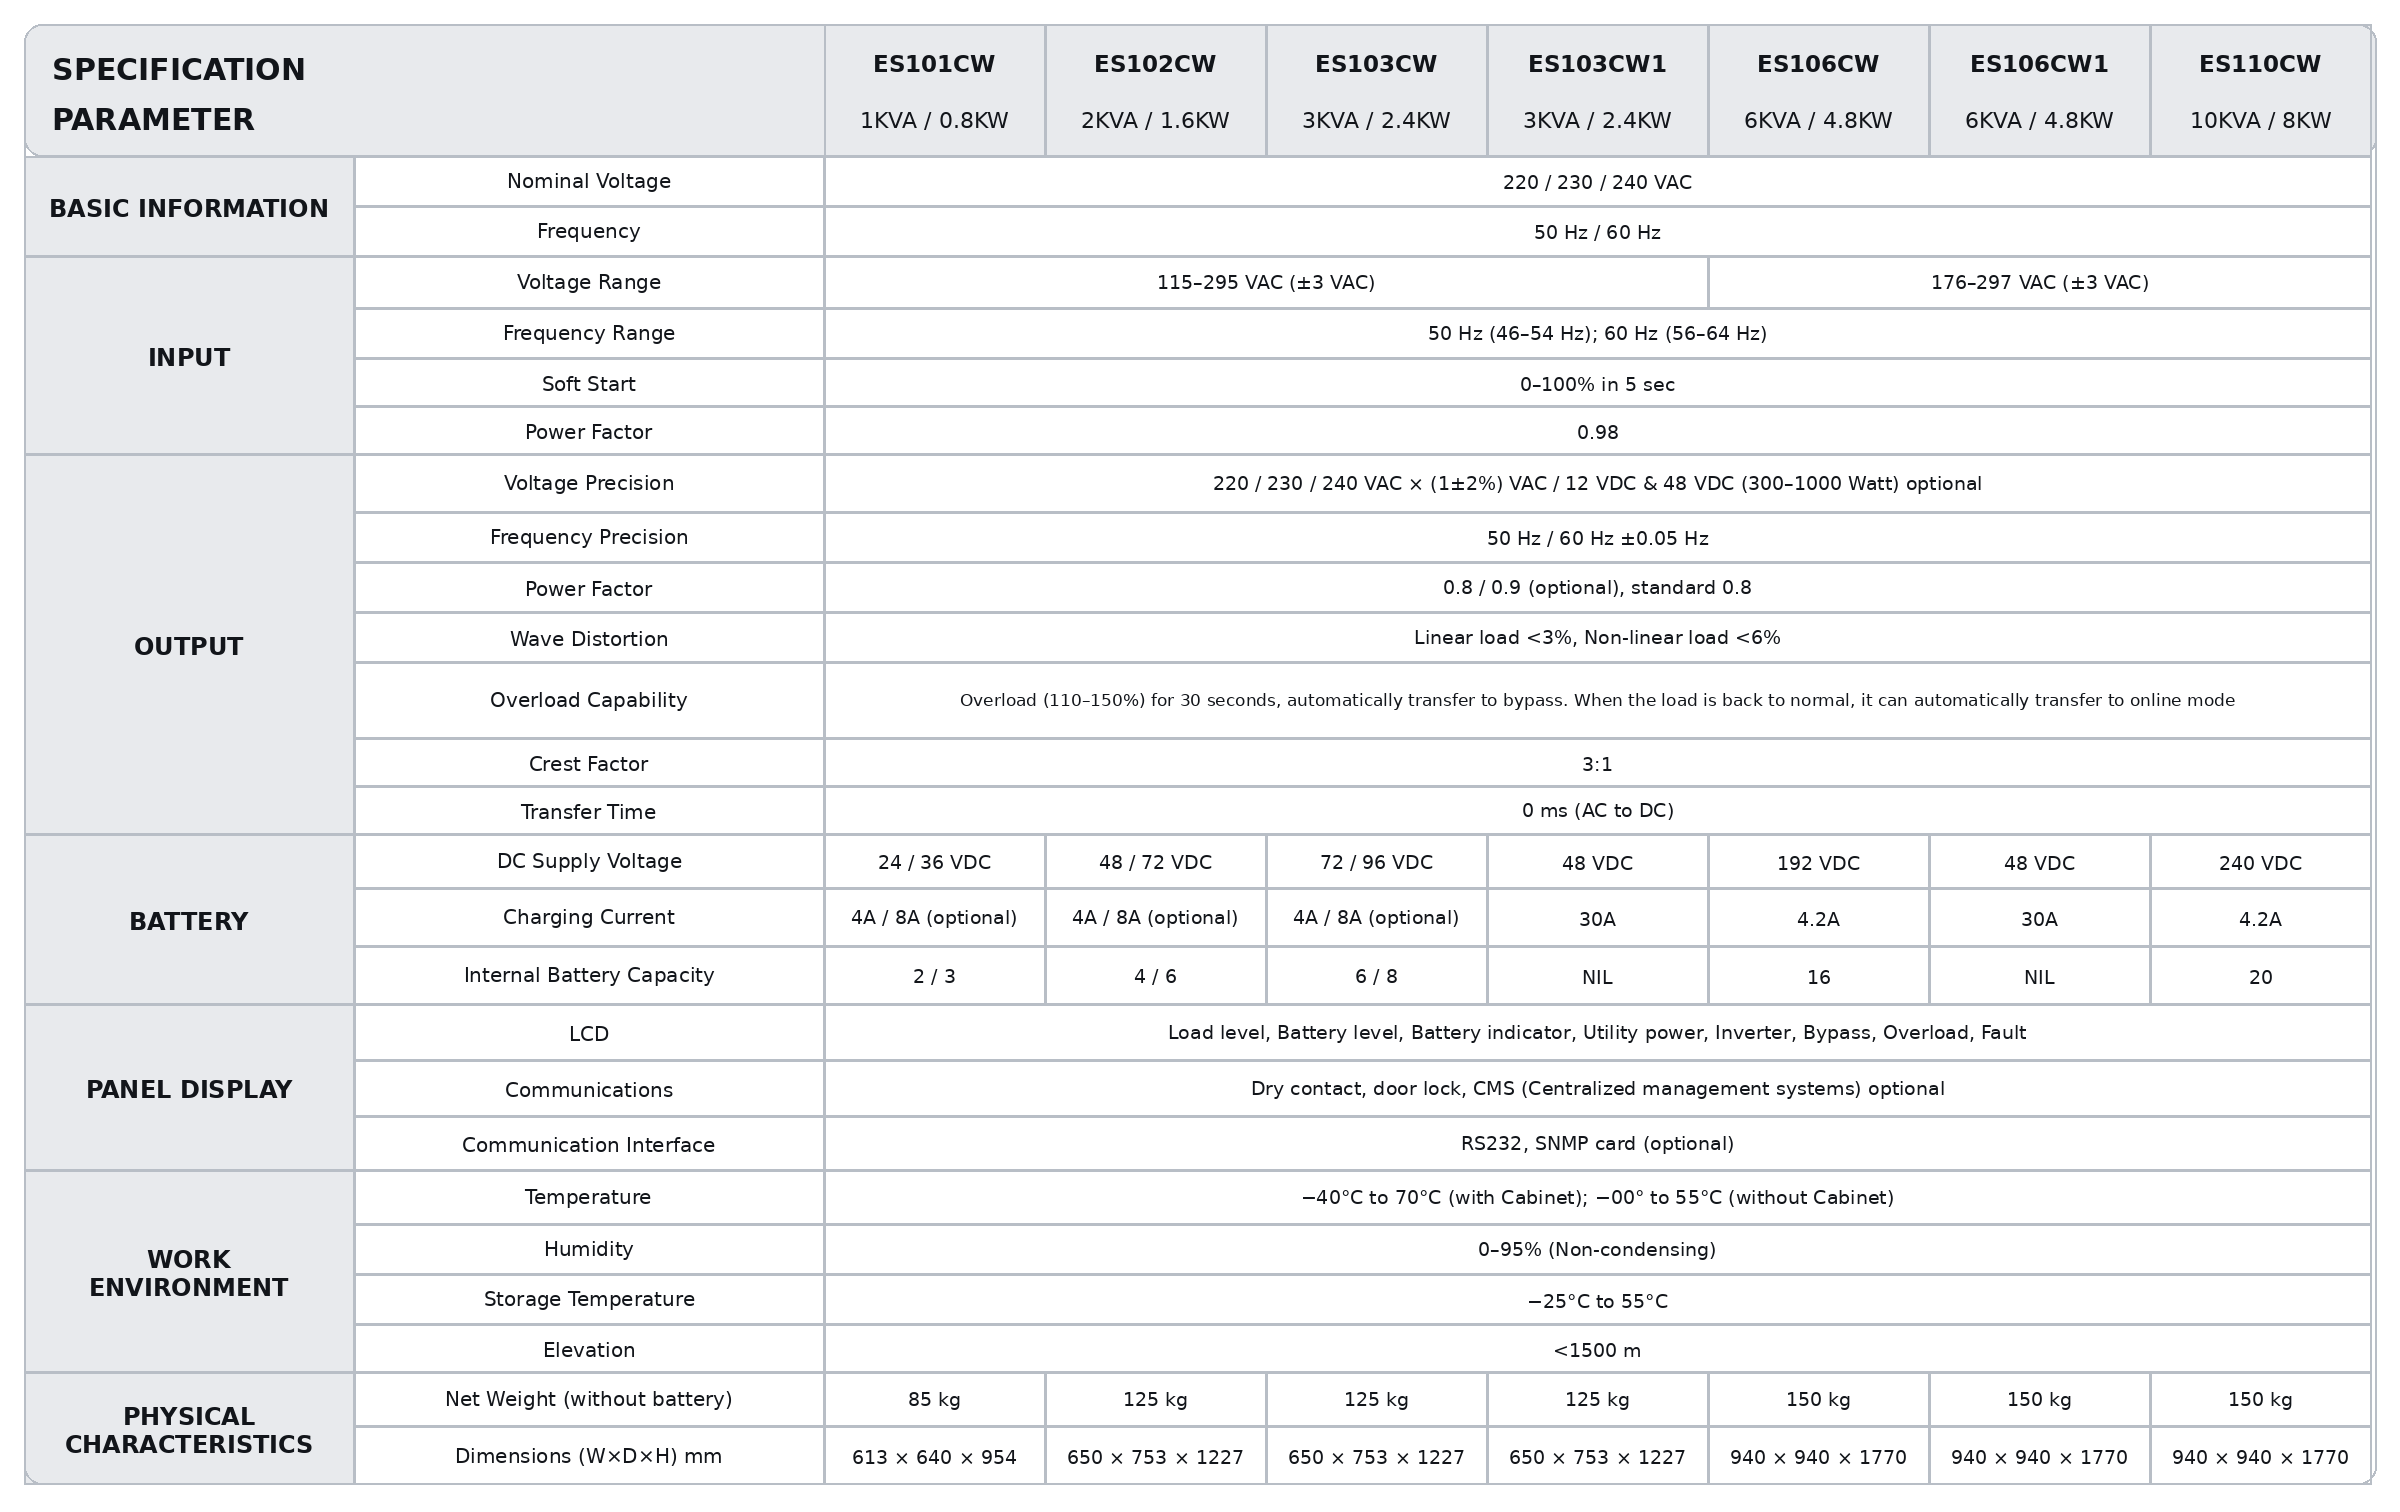 SPECIFICATION
PARAMETER
ES101CW ES102CW ES103CW ES103CW1 ES106CW ES106CW1 ES110CW
1KVA / 0.8KW 2KVA / 1.6KW 3KVA / 2.4KW 3KVA / 2.4KW 6KVA / 4.8KW 6KVA / 4.8KW 10KVA / 8KW
BASIC INFORMATION
Nominal Voltage 220 / 230 / 240 VAC
Frequency 50 Hz / 60 Hz
INPUT
Voltage Range 115–295 VAC (±3 VAC) 176–297 VAC (±3 VAC)
Frequency Range 50 Hz (46–54 Hz); 60 Hz (56–64 Hz)
Soft Start 0–100% in 5 sec
Power Factor 0.98
OUTPUT
Voltage Precision 220 / 230 / 240 VAC × (1±2%) VAC / 12 VDC & 48 VDC (300–1000 Watt) optional
Frequency Precision 50 Hz / 60 Hz ±0.05 Hz
Power Factor 0.8 / 0.9 (optional), standard 0.8
Wave Distortion Linear load <3%, Non-linear load <6%
Overload Capability Overload (110–150%) for 30 seconds, automatically transfer to bypass. When the load is back to normal, it can automatically transfer to online mode
Crest Factor 3:1
Transfer Time 0 ms (AC to DC)
BATTERY
DC Supply Voltage 24 / 36 VDC 48 / 72 VDC 72 / 96 VDC 48 VDC 192 VDC 48 VDC 240 VDC
Charging Current 4A / 8A (optional) 4A / 8A (optional) 4A / 8A (optional) 30A 4.2A 30A 4.2A
Internal Battery Capacity 2 / 3 4 / 6 6 / 8 NIL 16 NIL 20
PANEL DISPLAY
LCD Load level, Battery level, Battery indicator, Utility power, Inverter, Bypass, Overload, Fault
Communications Dry contact, door lock, CMS (Centralized management systems) optional
Communication Interface RS232, SNMP card (optional)
WORK
ENVIRONMENT
Temperature −40°C to 70°C (with Cabinet); −00° to 55°C (without Cabinet)
Humidity 0–95% (Non-condensing)
Storage Temperature −25°C to 55°C
Elevation <1500 m
PHYSICAL
CHARACTERISTICS
Net Weight (without battery) 85 kg 125 kg 125 kg 125 kg 150 kg 150 kg 150 kg
Dimensions (W×D×H) mm 613 × 640 × 954 650 × 753 × 1227 650 × 753 × 1227 650 × 753 × 1227 940 × 940 × 1770 940 × 940 × 1770 940 × 940 × 1770